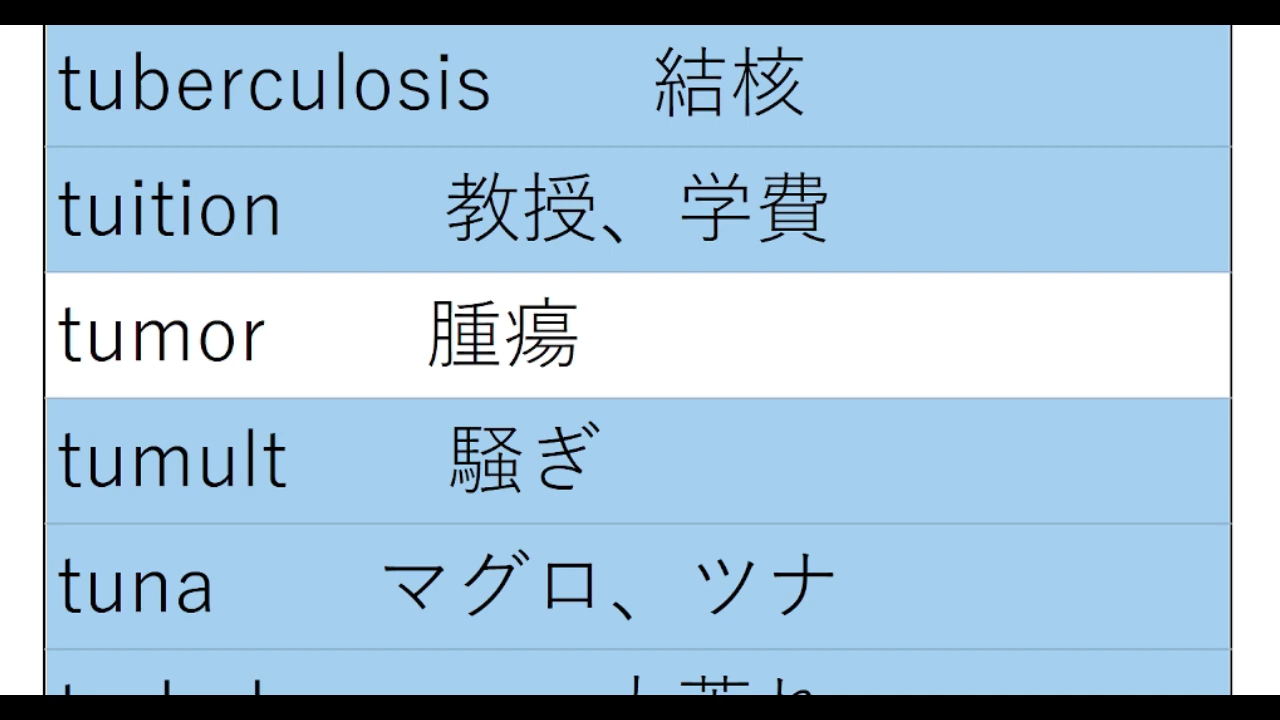 tuberculosis 結核
tuition 教授、学費
tumor 腫瘍
tumult 騒ぎ
tuna マグロ、ツナ